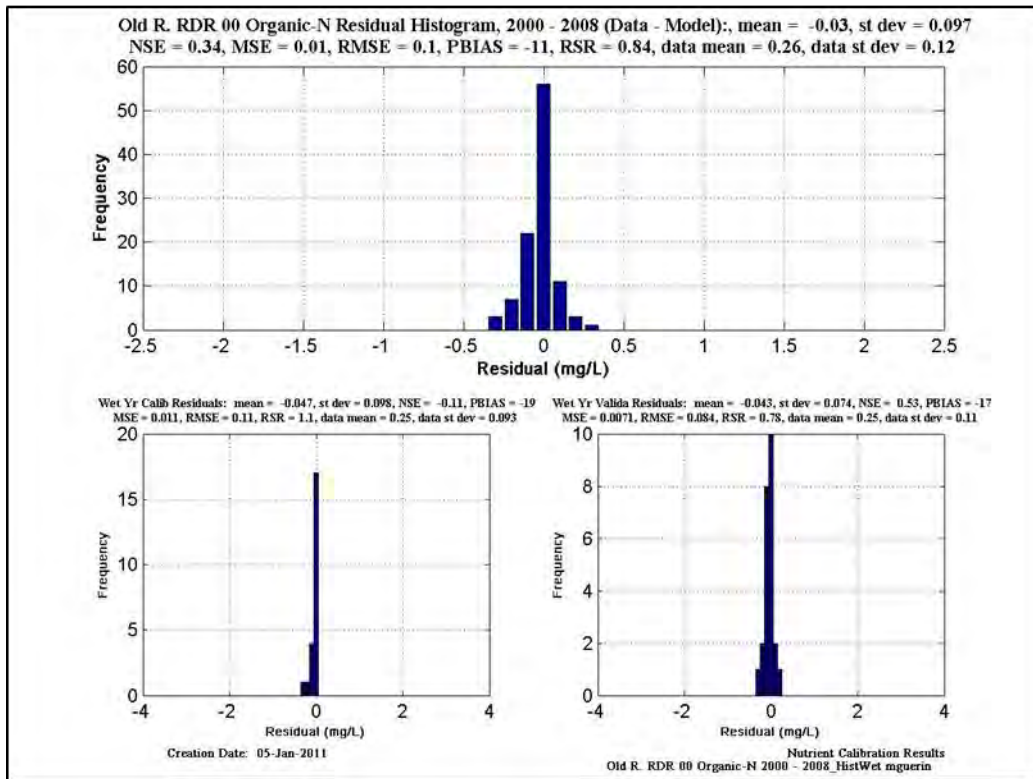 Old R. RDR 00 Organic-N Residual Histogram, 2000 - 2008 (Data - Model):, mean = -0.03, st dev = 0.097
NSE = 0.34, MSE = 0.01, RMSE = 0.1, PBIAS = -11, RSR = 0.84, data mean = 0.26, data st dev = 0.12
60
50
40
30
20
10
0
Frequency
-2.5 -2 -1.5 -1 -0.5 0 0.5 1 1.5 2 2.5
Residual (mg/L)
Wet Yr Calib Residuals: mean = -0.047, st dev = 0.098, NSE = -0.11, PBIAS = -19
MSE = 0.011, RMSE = 0.11, RSR = 1.1, data mean = 0.25, data st dev = 0.093
20
15
10
5
0
Frequency
-4 -2 0 2 4
Residual (mg/L)
Creation Date: 05-Jan-2011
Wet Yr Valida Residuals: mean = -0.043, st dev = 0.074, NSE = 0.53, PBIAS = -17
MSE = 0.0071, RMSE = 0.084, RSR = 0.78, data mean = 0.25, data st dev = 0.11
10
8
6
4
2
0
Frequency
-4 -2 0 2 4
Residual (mg/L)
Nutrient Calibration Results
Old R. RDR 00 Organic-N 2000 - 2008_HistWet mguerin